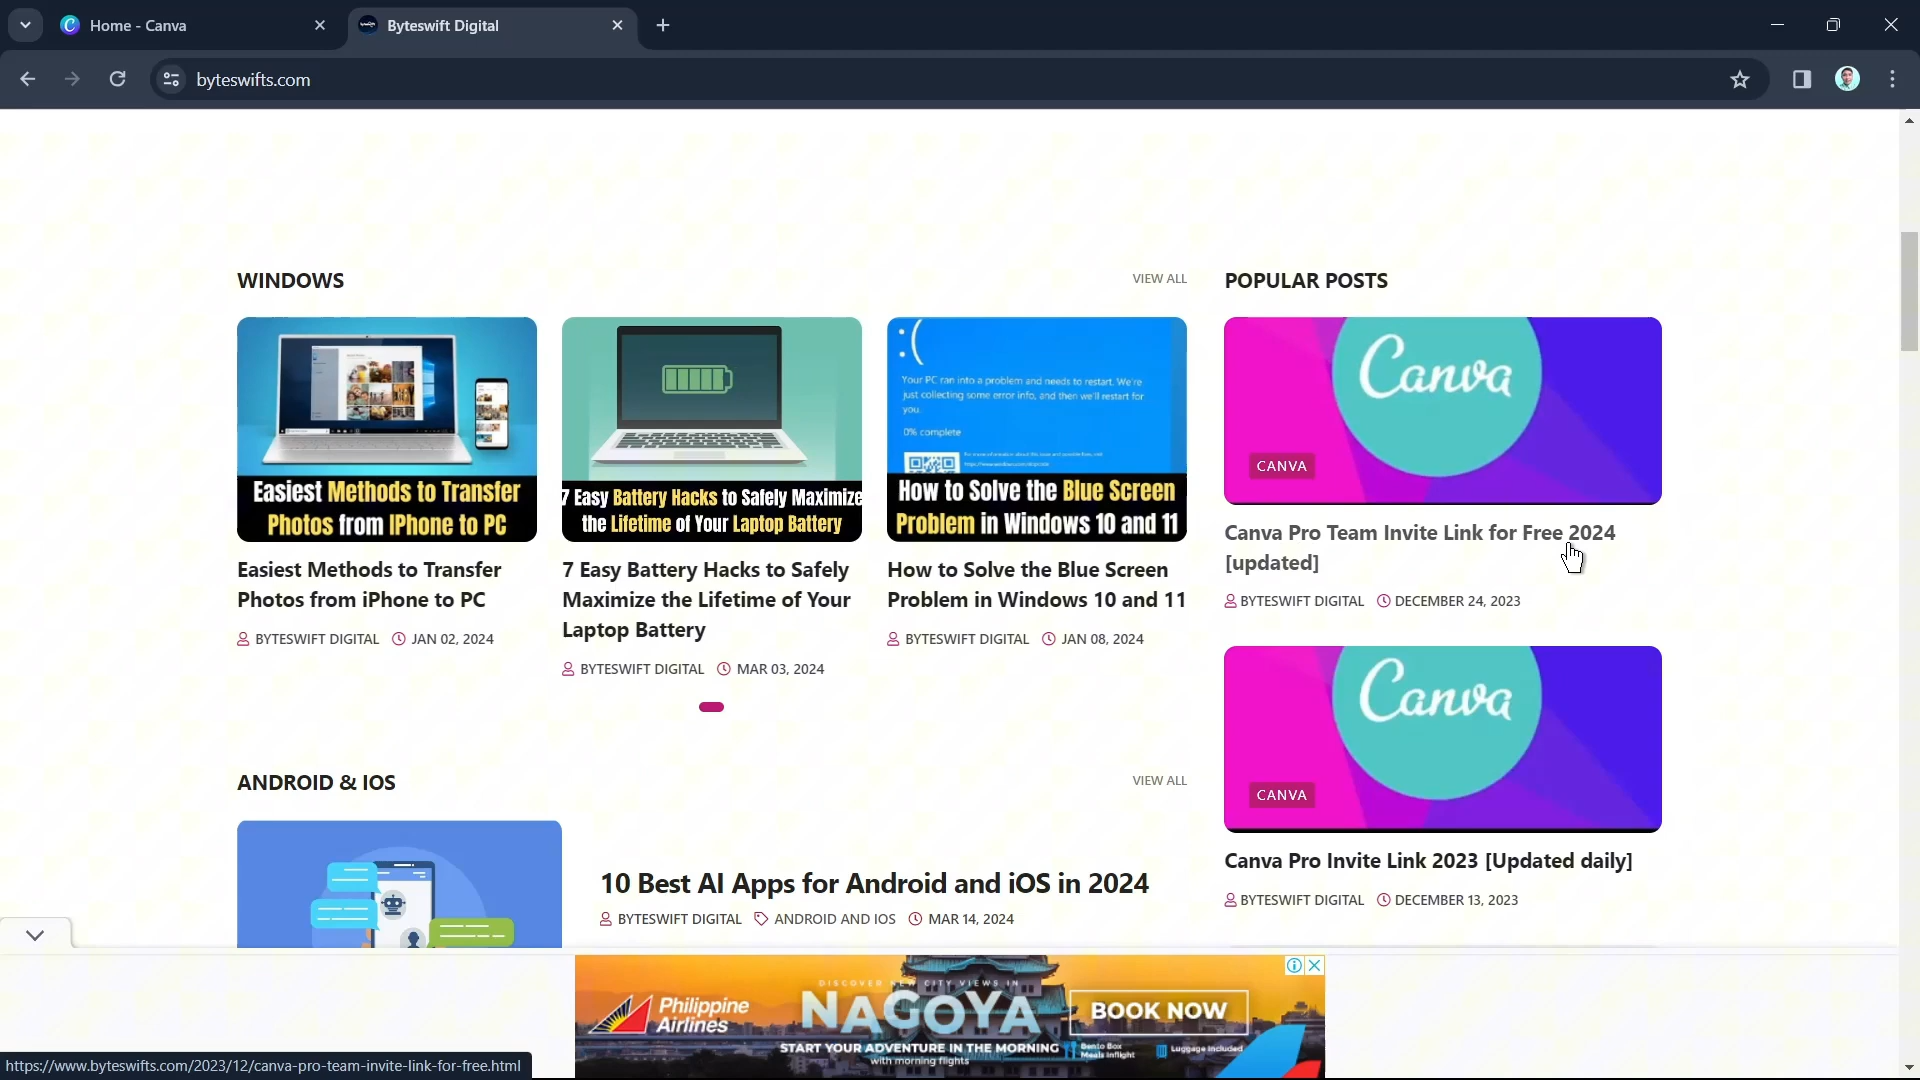 Home - Canva
Byteswift Digital
byteswifts.com
WINDOWS
VIEW ALL
Easiest Methods to Transfer
Photos from IPhone to PC
Easiest Methods to Transfer
Photos from iPhone to PC
BYTESWIFT DIGITAL JAN 02, 2024
7 Easy Battery Hacks to Safely Maximize
the Lifetime of Your Laptop Battery
7 Easy Battery Hacks to Safely
Maximize the Lifetime of Your
Laptop Battery
BYTESWIFT DIGITAL MAR 03, 2024
:(
Your PC ran into a problem and needs to restart. We're
just collecting some error info, and then we'll restart for
you.
0% complete
How to Solve the Blue Screen
Problem in Windows 10 and 11
How to Solve the Blue Screen
Problem in Windows 10 and 11
BYTESWIFT DIGITAL JAN 08, 2024
POPULAR POSTS
Canva
CANVA
Canva Pro Team Invite Link for Free 2024
[updated]
BYTESWIFT DIGITAL DECEMBER 24, 2023
Canva
CANVA
Canva Pro Invite Link 2023 [Updated daily]
BYTESWIFT DIGITAL DECEMBER 13, 2023
ANDROID & IOS
VIEW ALL
10 Best AI Apps for Android and iOS in 2024
BYTESWIFT DIGITAL ANDROID AND IOS MAR 14, 2024
Philippine
Airlines
DISCOVER NEW CITY VIEWS IN
NAGOYA
START YOUR ADVENTURE IN THE MORNING
with morning flights
BOOK NOW
Bento Box
Meals Inflight
Luggage Included
https://www.byteswifts.com/2023/12/canva-pro-team-invite-link-for-free.html